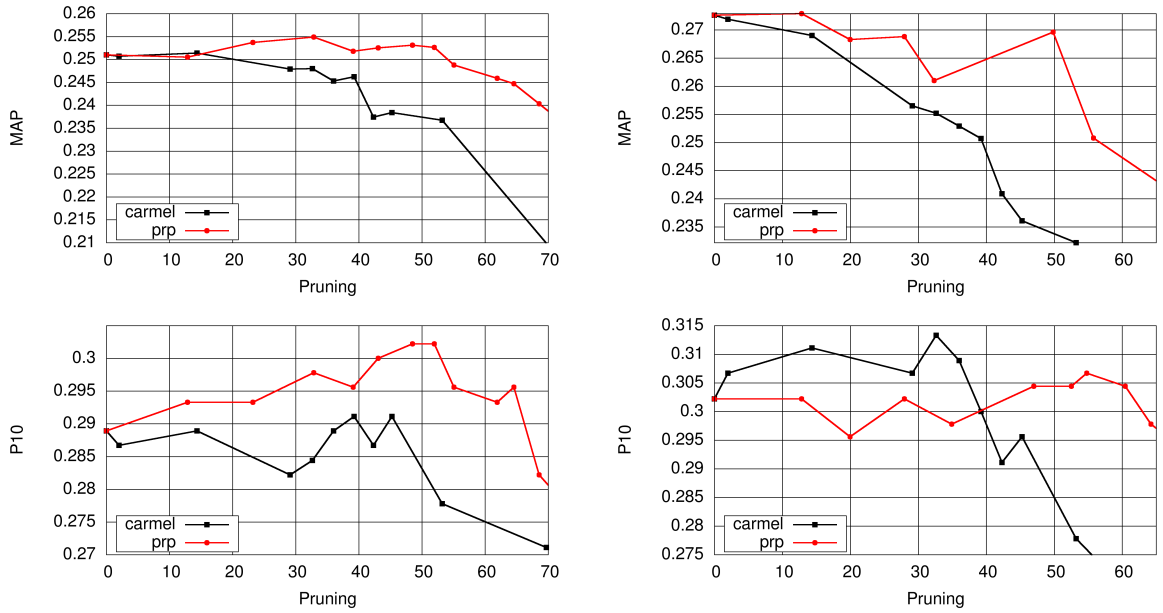 0.26
0.255
0.25
0.245
0.24
0.235
0.23
0.225
0.22
0.215
0.21
MAP
carmel
prp
0 10 20 30 40 50 60 70
Pruning
0.27
0.265
0.26
0.255
0.25
0.245
0.24
0.235
MAP
carmel
prp
0 10 20 30 40 50 60
Pruning
0.3
0.295
0.29
0.285
0.28
0.275
0.27
P10
carmel
prp
0 10 20 30 40 50 60 70
Pruning
0.315
0.31
0.305
0.3
0.295
0.29
0.285
0.28
0.275
P10
carmel
prp
0 10 20 30 40 50 60
Pruning